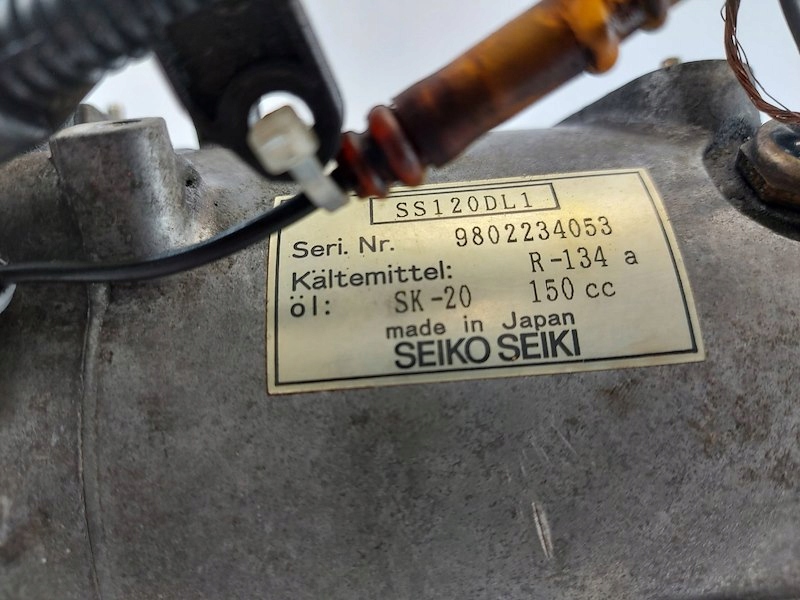 SS120DL1
Seri. Nr. 9802234053
Kältemittel: R-134 a
öl: SK-20 150 cc
made in Japan
SEIKO SEIKI